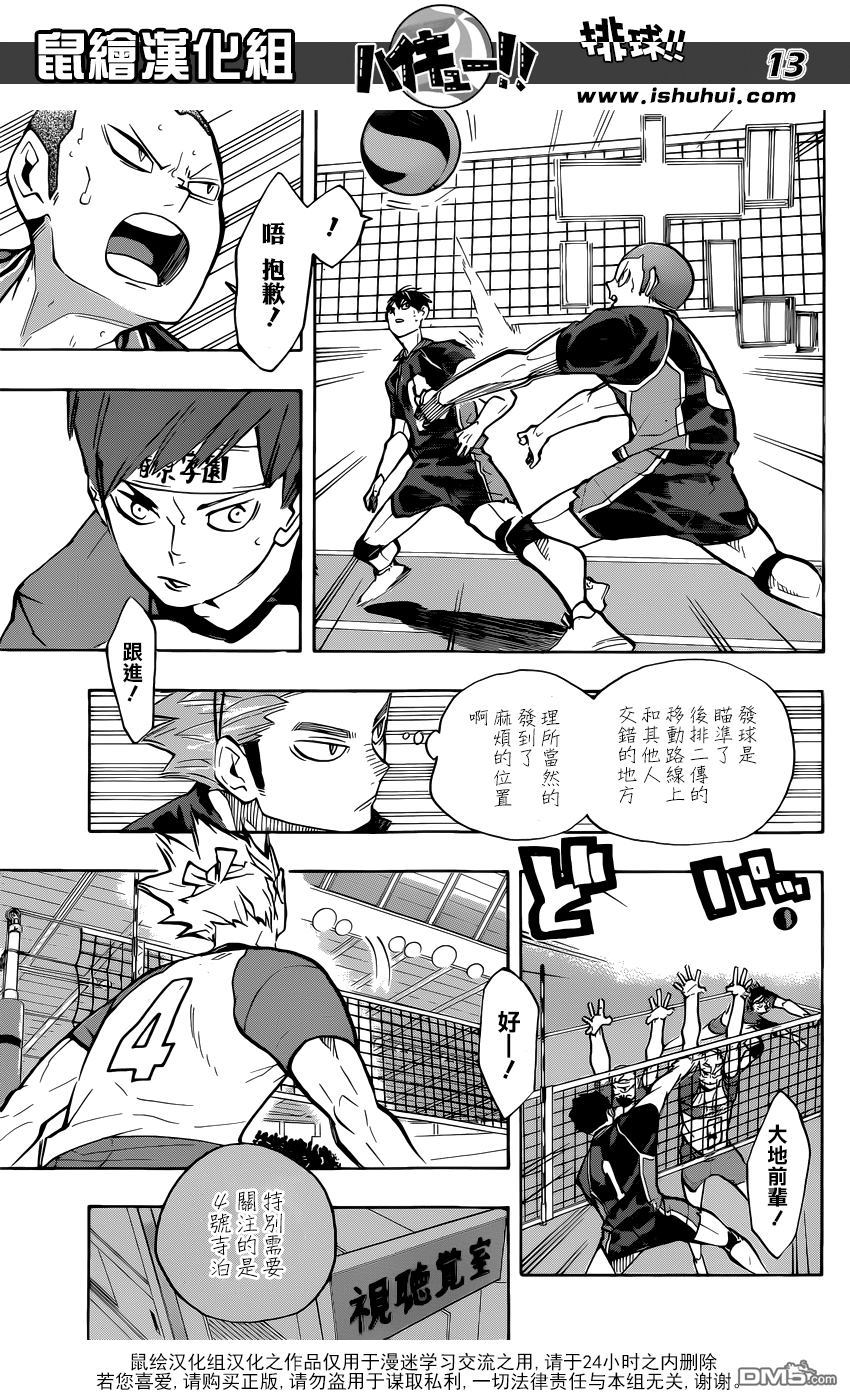 鼠繪漢化組
ハイキュー!!
排球!!
13
www.ishuhui.com
!
唔
抱歉!
跟進!
發球是
瞄準了
後排二傳的
移動路線上
和其他人
交錯的地方
理所當然的
發到了
麻煩的位置
啊
大地前輩!
好ー!
4
1
特別需要
關注的是
4號寺泊
視聴覚室
鼠绘汉化组汉化之作品仅用于漫迷学习交流之用, 请于24小时之内删除
若您喜爱, 请购买正版, 请勿用于谋取私利, 一切法律责任与本组无关, 谢谢。
DM5.com